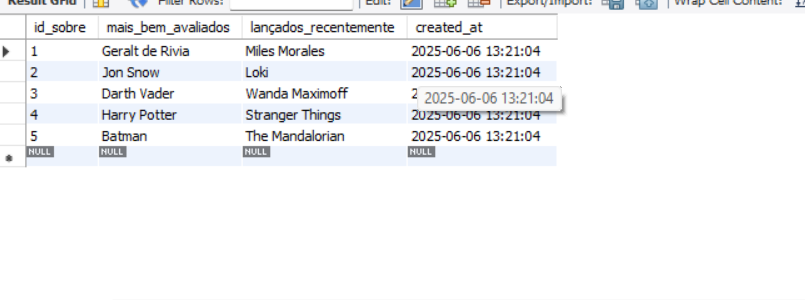 Result Grid Filter Rows: Edit: Export/Import: Wrap Cell Content:
id_sobre mais_bem_avaliados lançados_recentemente created_at
1 Geralt de Rivia Miles Morales 2025-06-06 13:21:04
2 Jon Snow Loki 2025-06-06 13:21:04
3 Darth Vader Wanda Maximoff 2
2025-06-06 13:21:04
4 Harry Potter Stranger Things 2025-06-06 13:21:04
5 Batman The Mandalorian 2025-06-06 13:21:04
NULL NULL NULL NULL